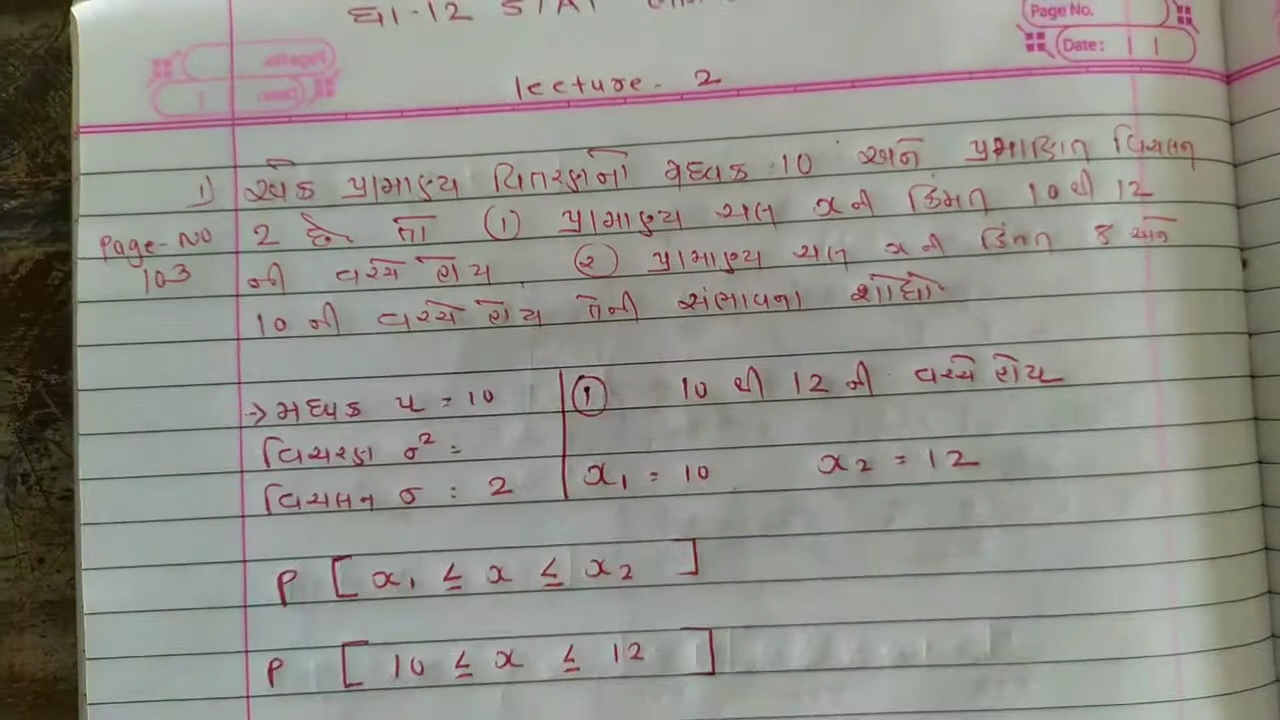 ધો-12 STAT
Page No.
Date:
lecture - 2
1) એક પ્રામાણ્ય વિતરણનો મધ્યક 10 અને પ્રમાણિત વિચલન
Page-No 2 છે. તો (1) પ્રામાણ્ય ચલ x ની કિંમત 10 થી 12
103 ની વચ્ચે હોય (2) પ્રામાણ્ય ચલ x ની કિંમત 8 અને
10 ની વચ્ચે હોય તેની સંભાવના શોધો
→ મધ્યક μ = 10
વિચરણ σ² =
વિચલન σ = 2
① 10 થી 12 ની વચ્ચે હોય
x₁ = 10 x₂ = 12
P [ x₁ ≤ x ≤ x₂ ]
P [ 10 ≤ x ≤ 12 ]